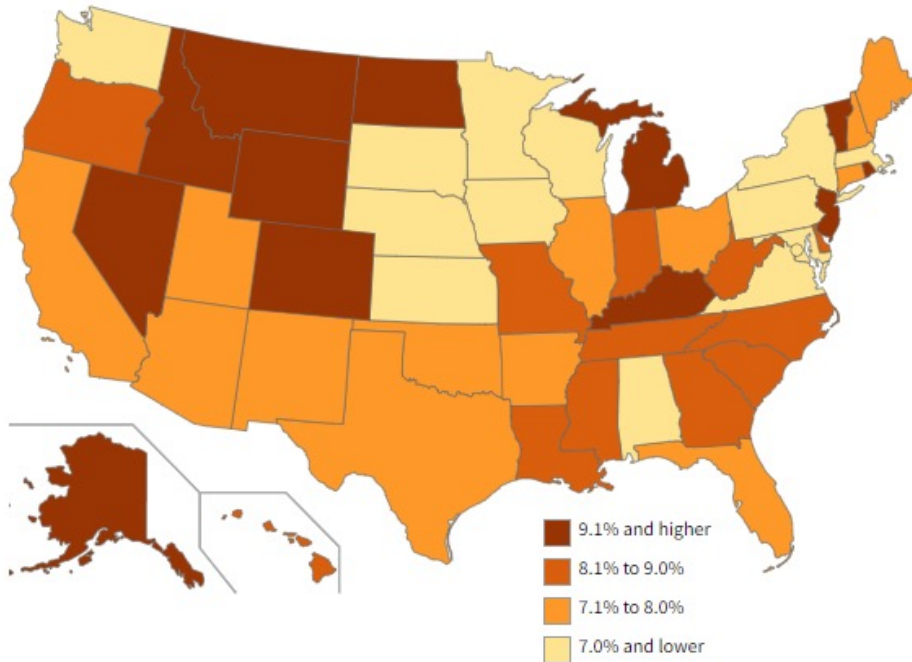 9.1% and higher
8.1% to 9.0%
7.1% to 8.0%
7.0% and lower